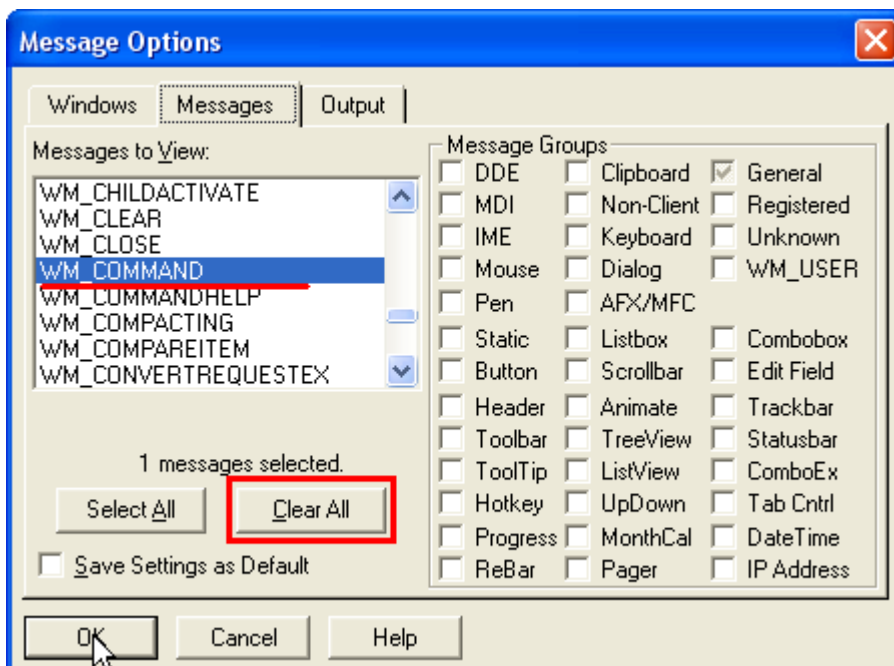 Message Options
Windows Messages Output
Messages to View:
WM_CHILDACTIVATE
WM_CLEAR
WM_CLOSE
WM_COMMAND
WM_COMMANDHELP
WM_COMPACTING
WM_COMPAREITEM
WM_CONVERTREQUESTEX
1 messages selected.
Select All Clear All
Save Settings as Default
Message Groups
DDE Clipboard General
MDI Non-Client Registered
IME Keyboard Unknown
Mouse Dialog WM_USER
Pen AFX/MFC
Static Listbox Combobox
Button Scrollbar Edit Field
Header Animate Trackbar
Toolbar TreeView Statusbar
ToolTip ListView ComboEx
Hotkey UpDown Tab Cntrl
Progress MonthCal DateTime
ReBar Pager IP Address
OK Cancel Help